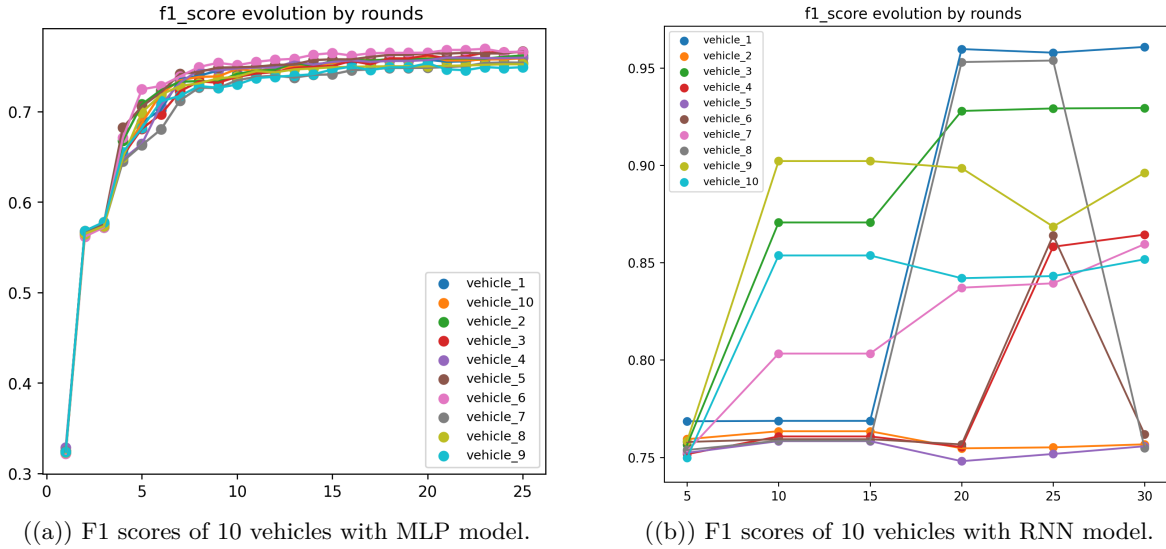 f1_score evolution by rounds
0.7
0.6
0.5
0.4
0.3
0
5
10
15
20
25
vehicle_1
vehicle_10
vehicle_2
vehicle_3
vehicle_4
vehicle_5
vehicle_6
vehicle_7
vehicle_8
vehicle_9
((a)) F1 scores of 10 vehicles with MLP model.
f1_score evolution by rounds
vehicle_1
vehicle_2
vehicle_3
vehicle_4
vehicle_5
vehicle_6
vehicle_7
vehicle_8
vehicle_9
vehicle_10
0.95
0.90
0.85
0.80
0.75
5
10
15
20
25
30
((b)) F1 scores of 10 vehicles with RNN model.